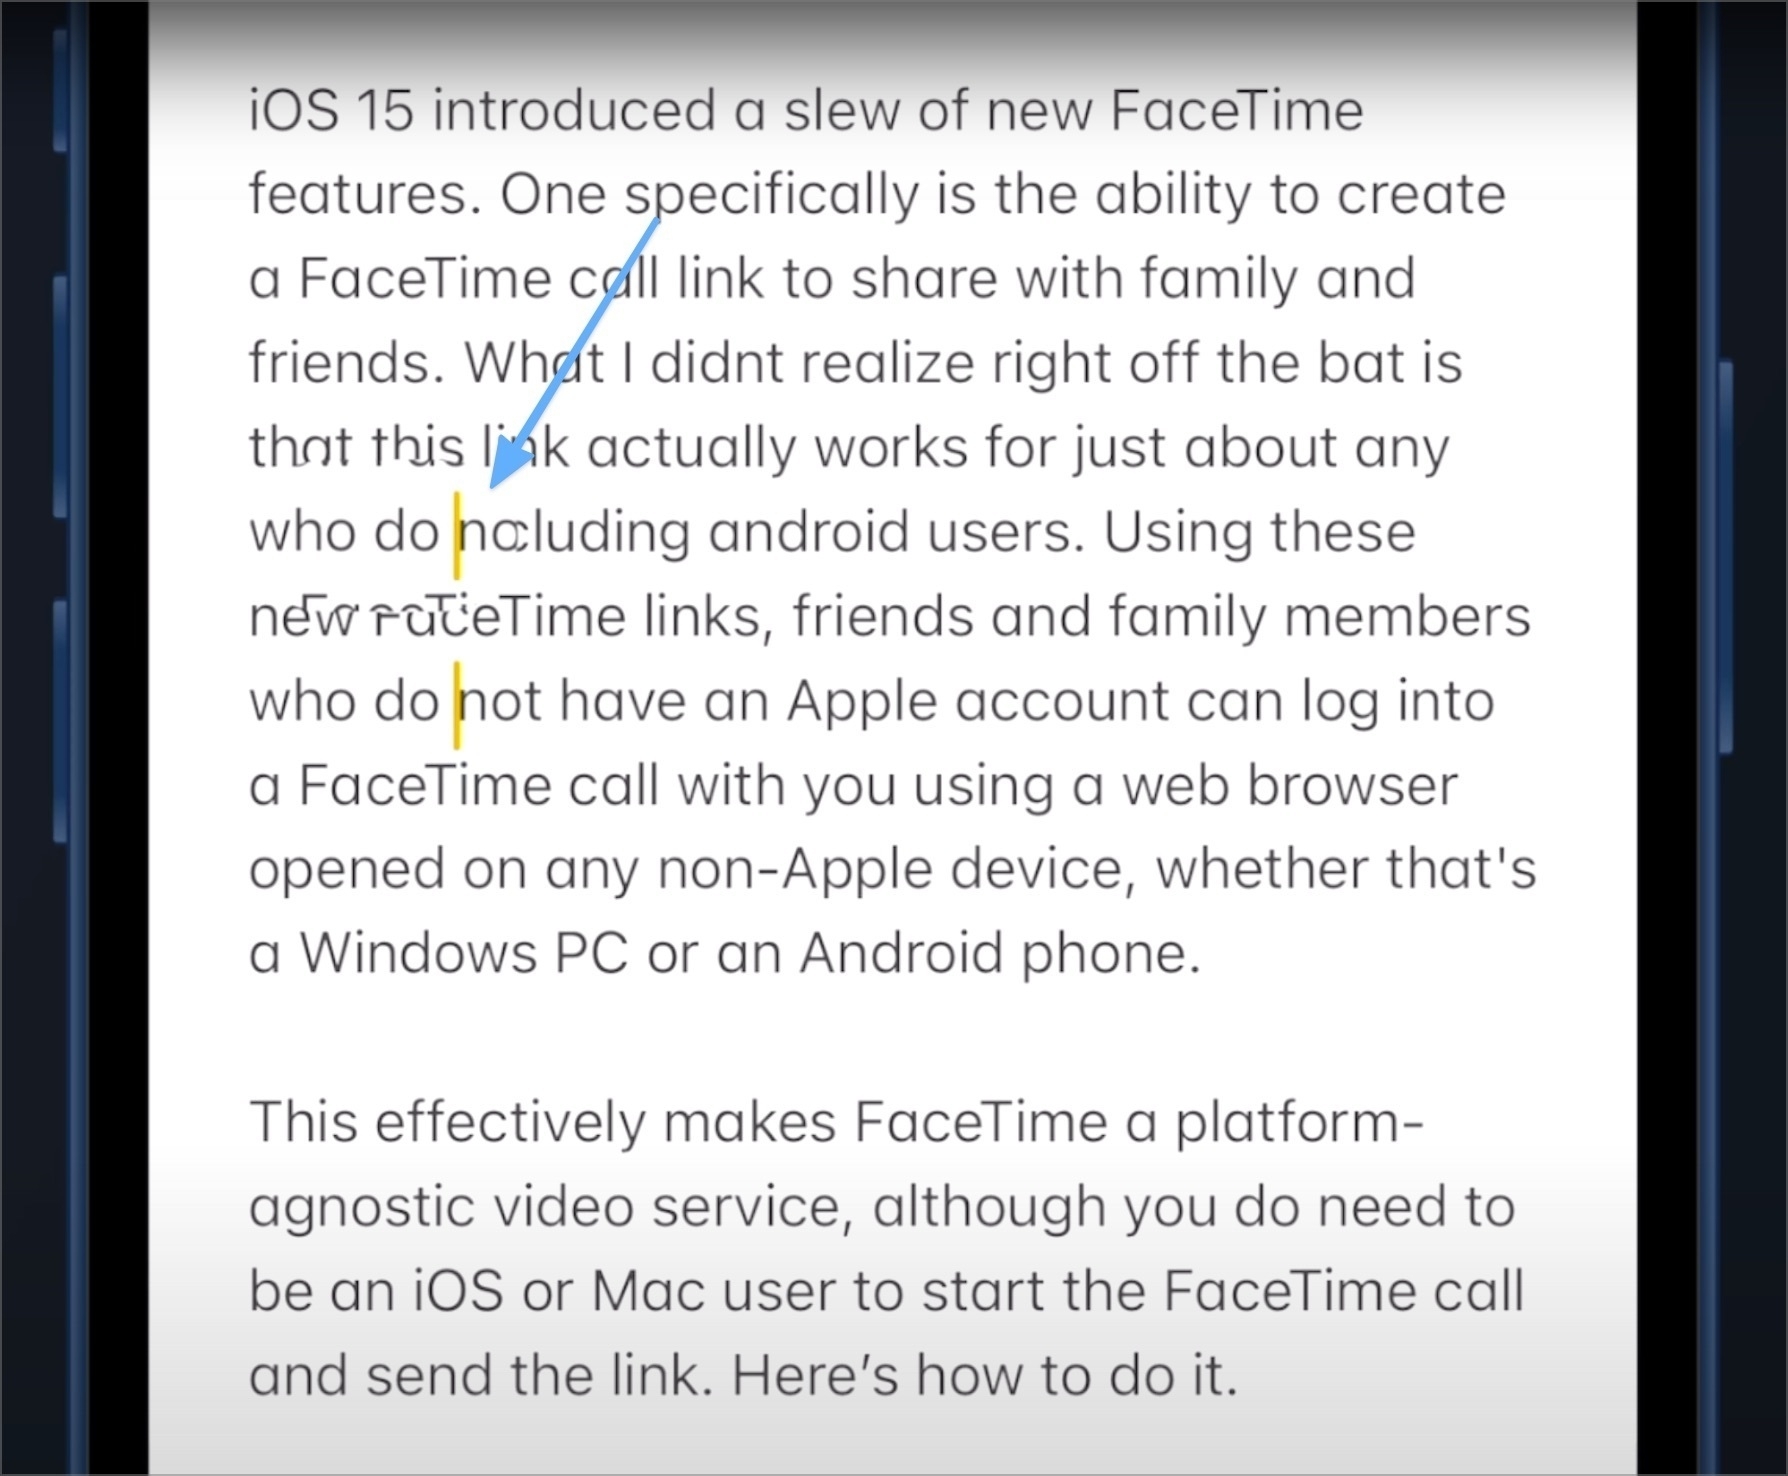 iOS 15 introduced a slew of new FaceTime
features. One specifically is the ability to create
a FaceTime call link to share with family and
friends. What I didnt realize right off the bat is
that this link actually works for just about any
who do ncluding android users. Using these
new FaceTime links, friends and family members
who do not have an Apple account can log into
a FaceTime call with you using a web browser
opened on any non-Apple device, whether that's
a Windows PC or an Android phone.
This effectively makes FaceTime a platform-
agnostic video service, although you do need to
be an iOS or Mac user to start the FaceTime call
and send the link. Here’s how to do it.